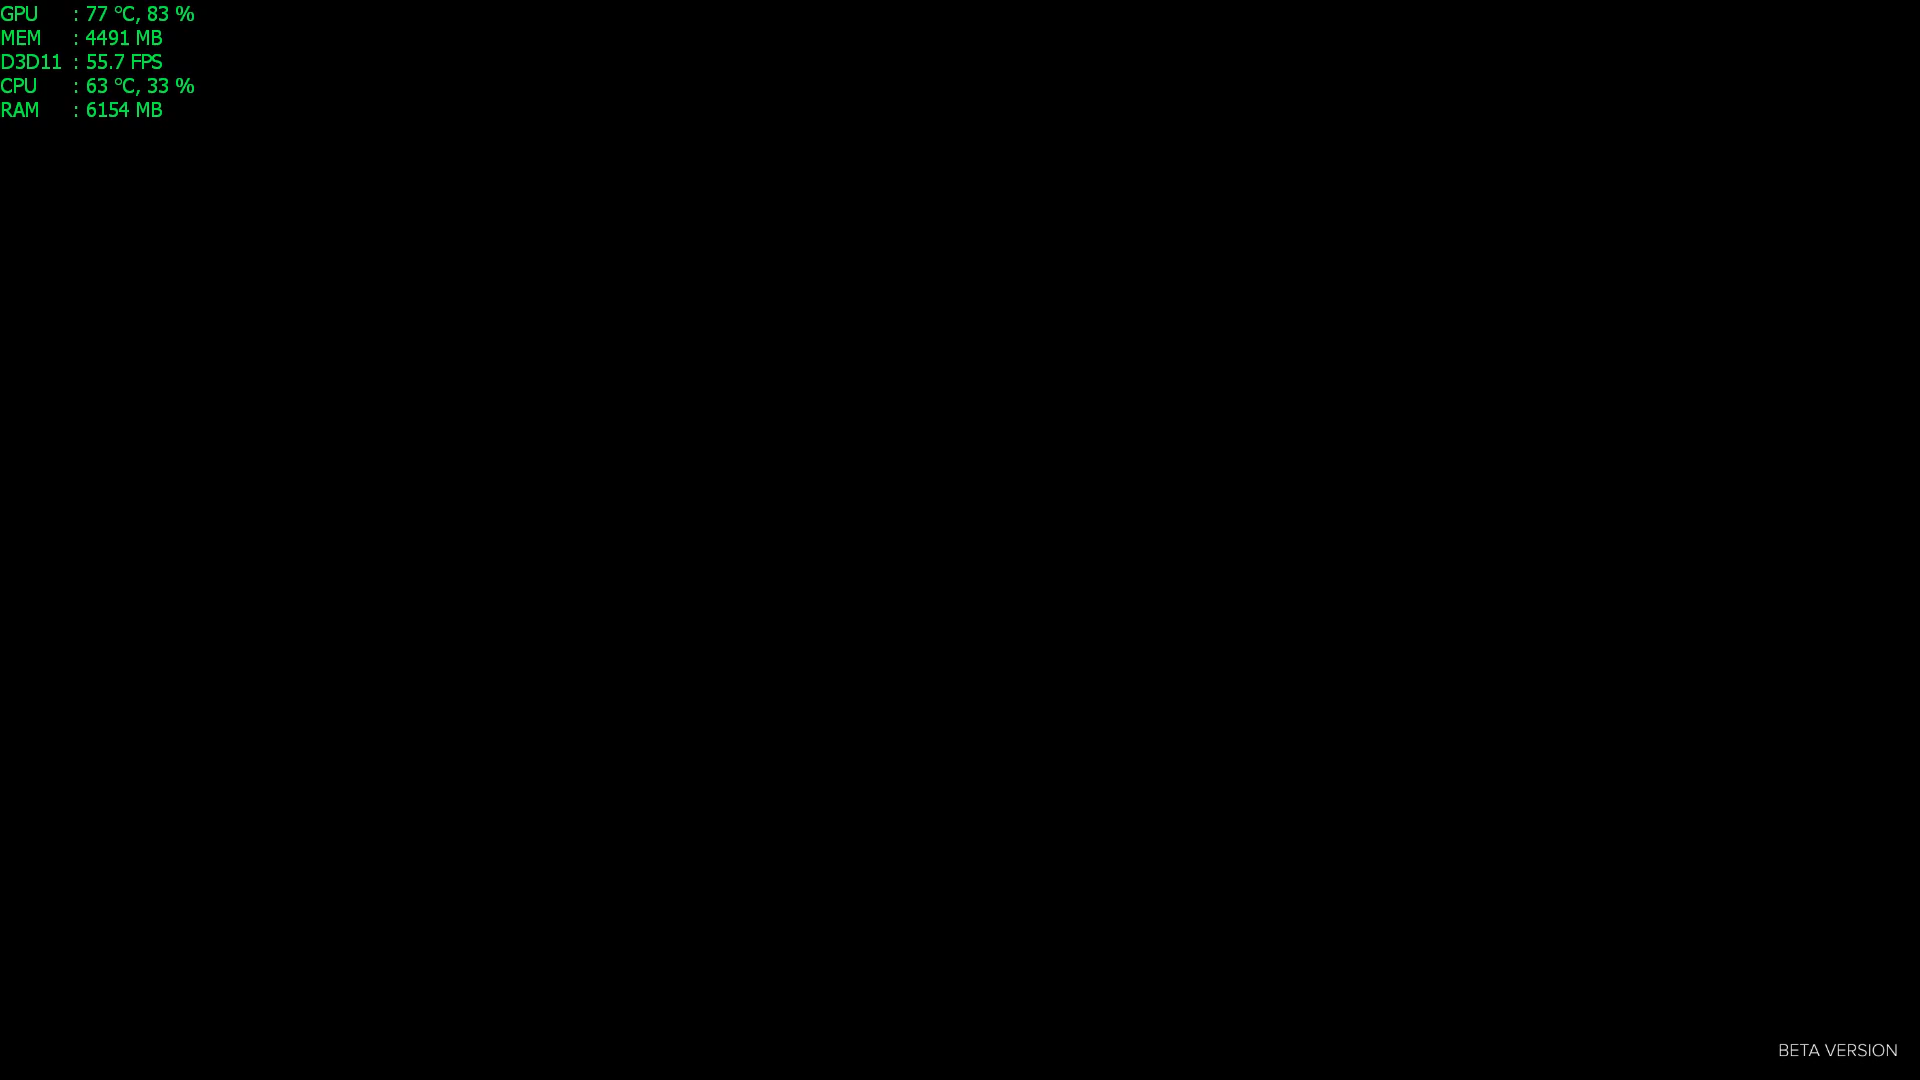 GPU : 77 °C, 83 %
MEM : 4491 MB
D3D11 : 55.7 FPS
CPU : 63 °C, 33 %
RAM : 6154 MB
BETA VERSION